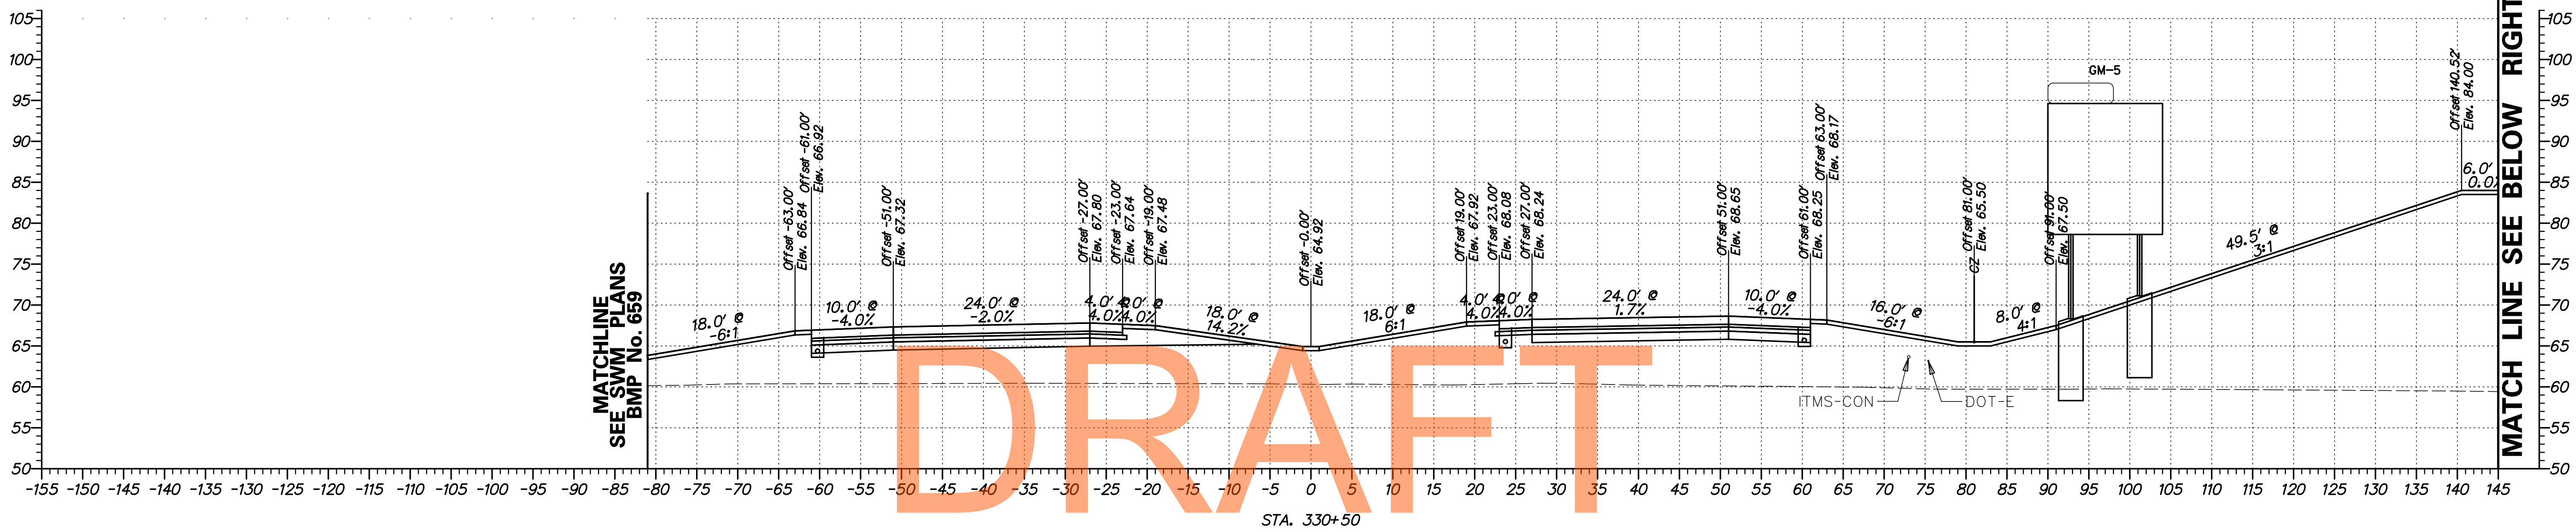 105
100
95
90
85
80
75
70
65
60
55
50
105
100
95
90
85
80
75
70
65
60
55
50
MATCHLINE
SEE SWM PLANS
BMP No. 659
MATCH LINE SEE BELOW RIGHT
GM-5
Offset -63.00'
Elev. 66.84
Offset -61.00'
Elev. 66.92
Offset -51.00'
Elev. 67.32
Offset -27.00'
Elev. 67.80
Offset -23.00'
Elev. 67.64
Offset -19.00'
Elev. 67.48
Offset -0.00'
Elev. 64.92
Offset 19.00'
Elev. 67.92
Offset 23.00'
Elev. 68.08
Offset 27.00'
Elev. 68.24
Offset 51.00'
Elev. 68.65
Offset 61.00'
Elev. 68.25
Offset 63.00'
Elev. 68.17
CZ Offset 81.00'
Elev. 65.50
Offset 91.00'
Elev. 67.50
Offset 140.52'
Elev. 84.00
18.0' @
-6:1
10.0' @
-4.0%
24.0' @
-2.0%
4.0'
4.0%
4.0' @
4.0%
18.0' @
14.2%
18.0' @
6:1
4.0'
4.0%
4.0' @
4.0%
24.0' @
1.7%
10.0' @
-4.0%
16.0' @
-6:1
8.0' @
4:1
49.5' @
3:1
6.0'
0.0%
ITMS-CON
DOT-E
DRAFT
-155 -150 -145 -140 -135 -130 -125 -120 -115 -110 -105 -100 -95 -90 -85 -80 -75 -70 -65 -60 -55 -50 -45 -40 -35 -30 -25 -20 -15 -10 -5 0 5 10 15 20 25 30 35 40 45 50 55 60 65 70 75 80 85 90 95 100 105 110 115 120 125 130 135 140 145
STA. 330+50